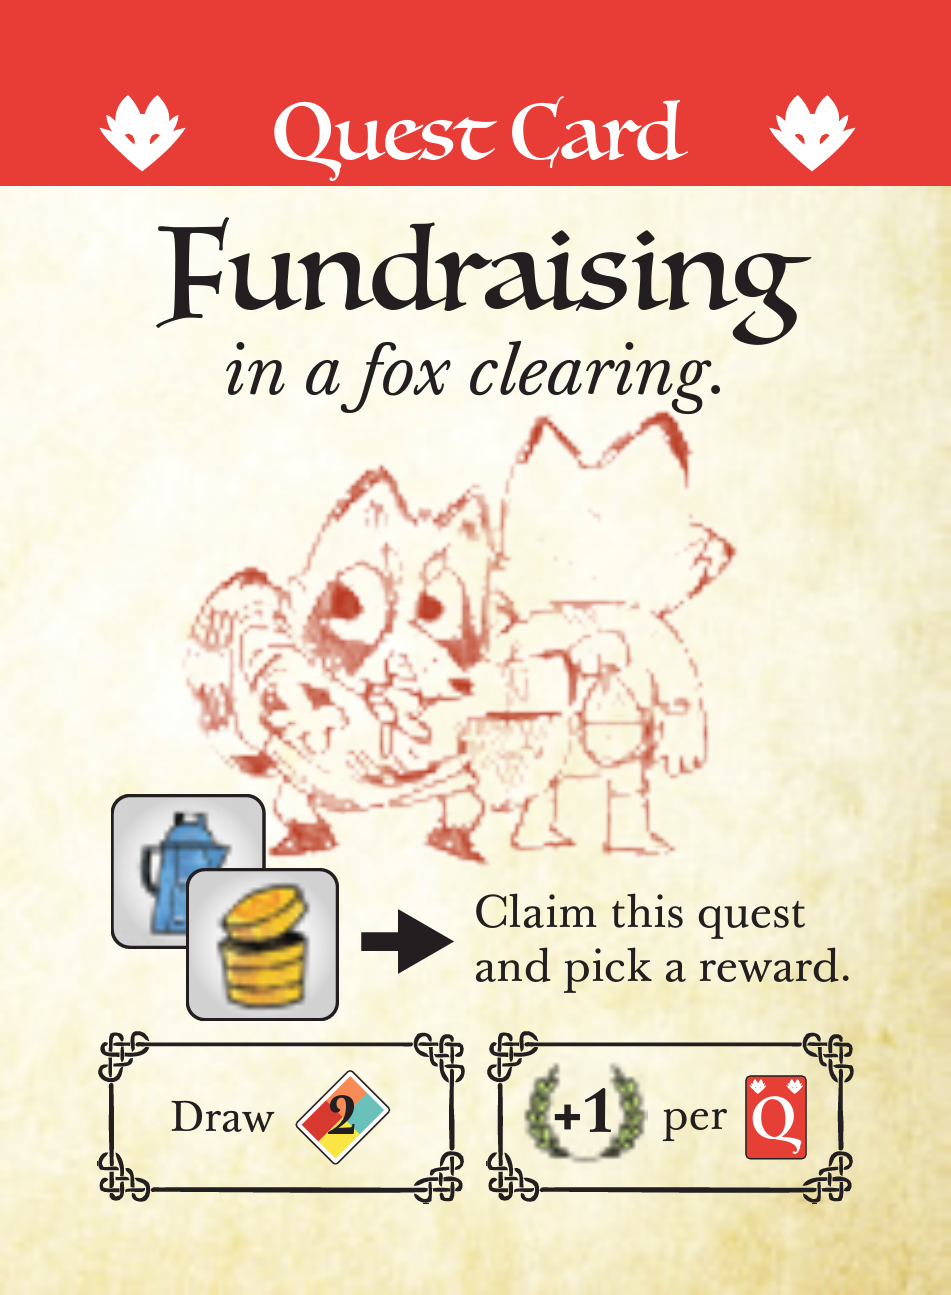 Quest Card
Fundraising
in a fox clearing.
Claim this quest
and pick a reward.
Draw 2
+1 per Q